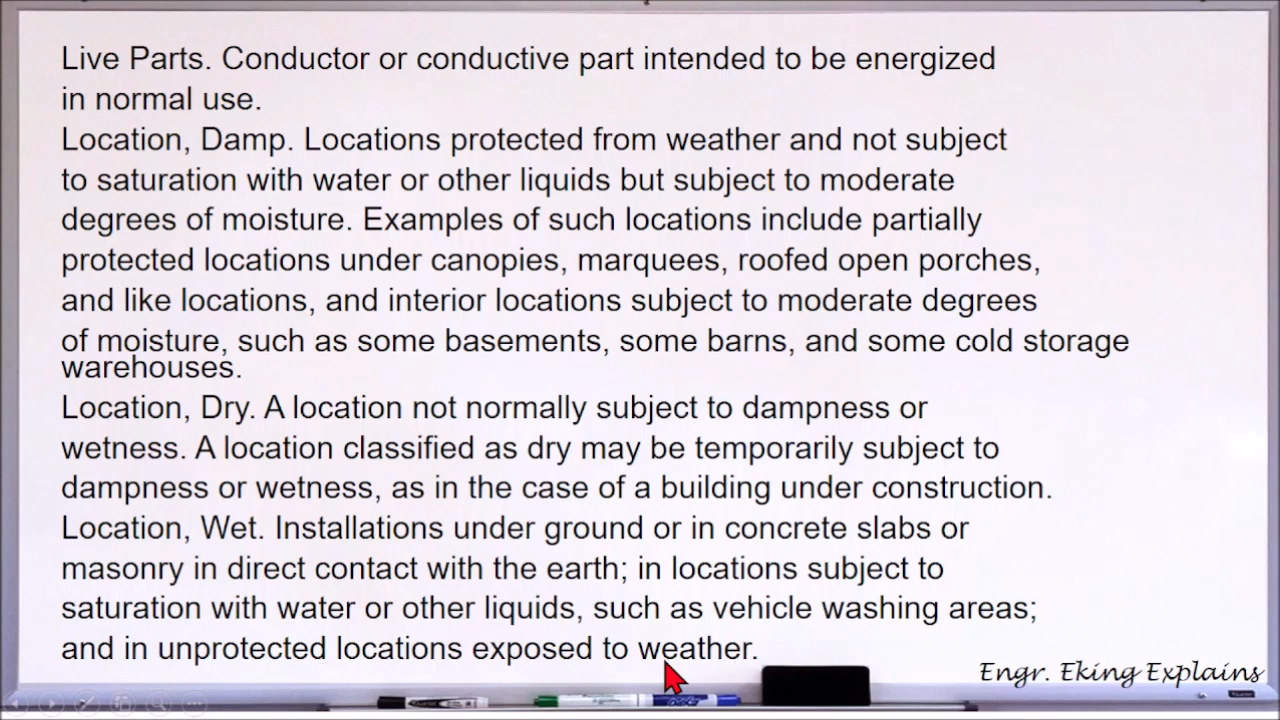 Live Parts. Conductor or conductive part intended to be energized
in normal use.
Location, Damp. Locations protected from weather and not subject
to saturation with water or other liquids but subject to moderate
degrees of moisture. Examples of such locations include partially
protected locations under canopies, marquees, roofed open porches,
and like locations, and interior locations subject to moderate degrees
of moisture, such as some basements, some barns, and some cold storage
warehouses.
Location, Dry. A location not normally subject to dampness or
wetness. A location classified as dry may be temporarily subject to
dampness or wetness, as in the case of a building under construction.
Location, Wet. Installations under ground or in concrete slabs or
masonry in direct contact with the earth; in locations subject to
saturation with water or other liquids, such as vehicle washing areas;
and in unprotected locations exposed to weather.
Engr. Eking Explains